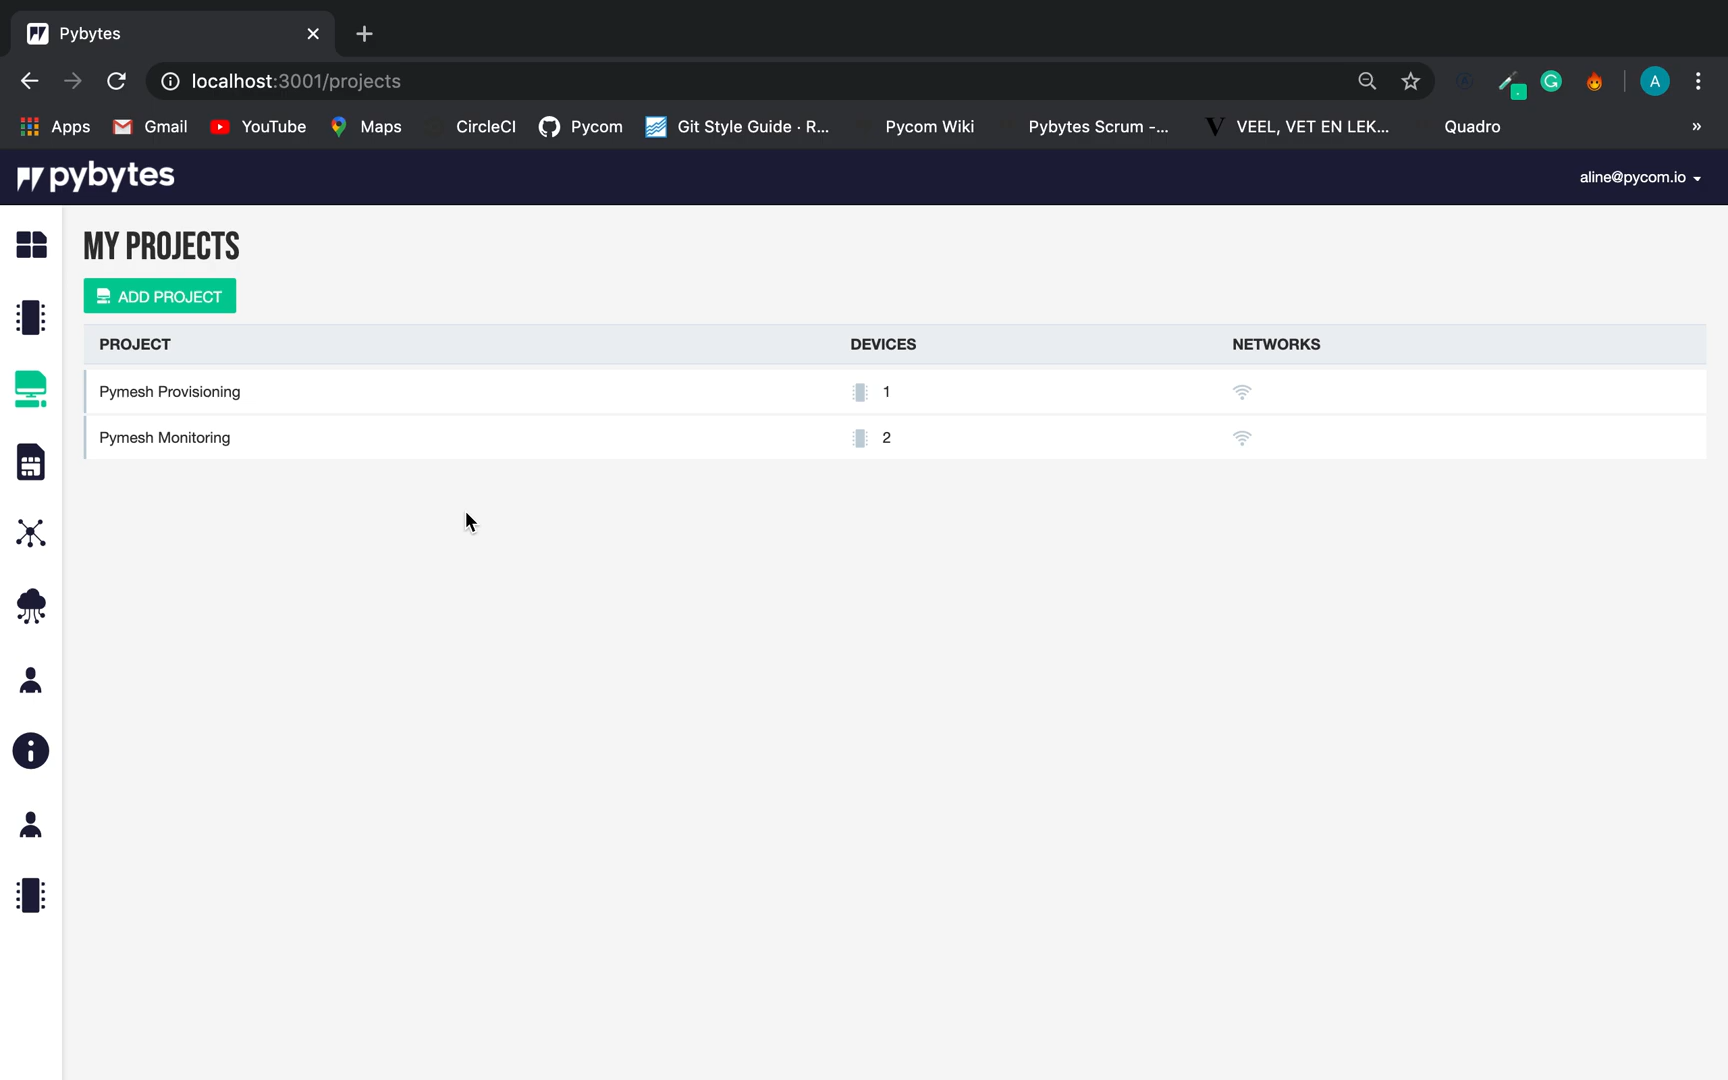 Pybytes
localhost:3001/projects
A
Apps Gmail YouTube Maps CircleCI Pycom Git Style Guide · R... Pycom Wiki Pybytes Scrum -... VEEL, VET EN LEK... Quadro »
pybytes aline@pycom.io
MY PROJECTS
ADD PROJECT
PROJECT DEVICES NETWORKS
Pymesh Provisioning 1
Pymesh Monitoring 2